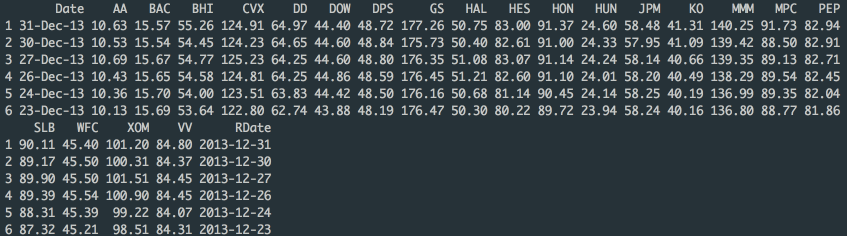 Date AA BAC BHI CVX DD DOW DPS GS HAL HES HON HUN JPM KO MMM MPC PEP
1 31-Dec-13 10.63 15.57 55.26 124.91 64.97 44.40 48.72 177.26 50.75 83.00 91.37 24.60 58.48 41.31 140.25 91.73 82.94
2 30-Dec-13 10.53 15.54 54.45 124.23 64.65 44.60 48.84 175.73 50.40 82.61 91.00 24.33 57.95 41.09 139.42 88.50 82.91
3 27-Dec-13 10.69 15.67 54.77 125.23 64.25 44.60 48.80 176.35 51.08 83.07 91.14 24.24 58.14 40.66 139.35 89.13 82.71
4 26-Dec-13 10.43 15.65 54.58 124.81 64.25 44.86 48.59 176.45 51.21 82.60 91.10 24.01 58.20 40.49 138.29 89.54 82.45
5 24-Dec-13 10.36 15.70 54.00 123.51 63.83 44.42 48.50 176.16 50.68 81.14 90.45 24.14 58.25 40.19 136.99 89.35 82.04
6 23-Dec-13 10.13 15.69 53.64 122.80 62.74 43.88 48.19 176.47 50.30 80.22 89.72 23.94 58.24 40.16 136.80 88.77 81.86
SLB WFC XOM VV RDate
1 90.11 45.40 101.20 84.80 2013-12-31
2 89.17 45.50 100.31 84.37 2013-12-30
3 89.90 45.50 101.51 84.45 2013-12-27
4 89.39 45.54 100.90 84.45 2013-12-26
5 88.31 45.39 99.22 84.07 2013-12-24
6 87.32 45.21 98.51 84.31 2013-12-23